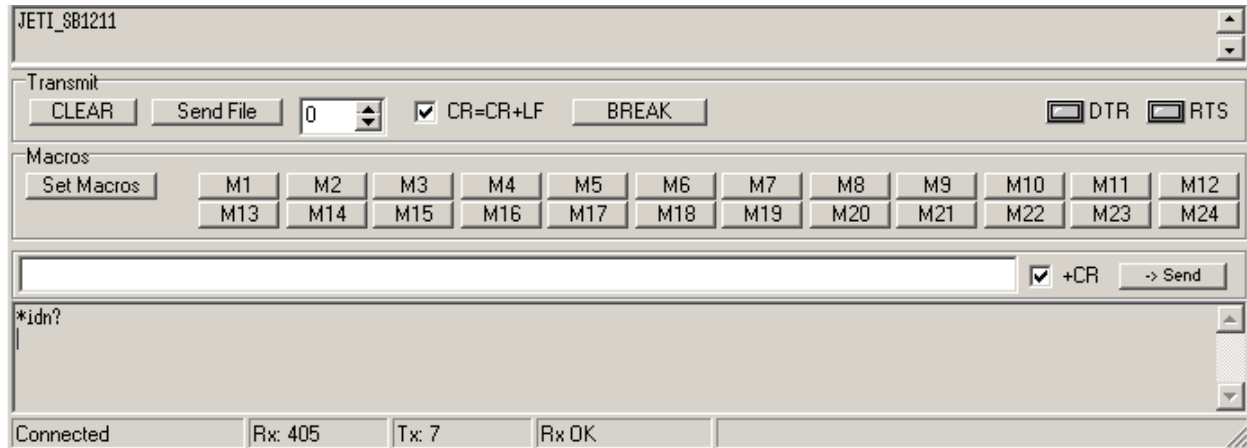 JETI_SB1211
Transmit
CLEAR Send File 0 CR=CR+LF BREAK DTR RTS
Macros
Set Macros M1 M2 M3 M4 M5 M6 M7 M8 M9 M10 M11 M12
M13 M14 M15 M16 M17 M18 M19 M20 M21 M22 M23 M24
+CR -> Send
*idn?
Connected Rx: 405 Tx: 7 Rx OK